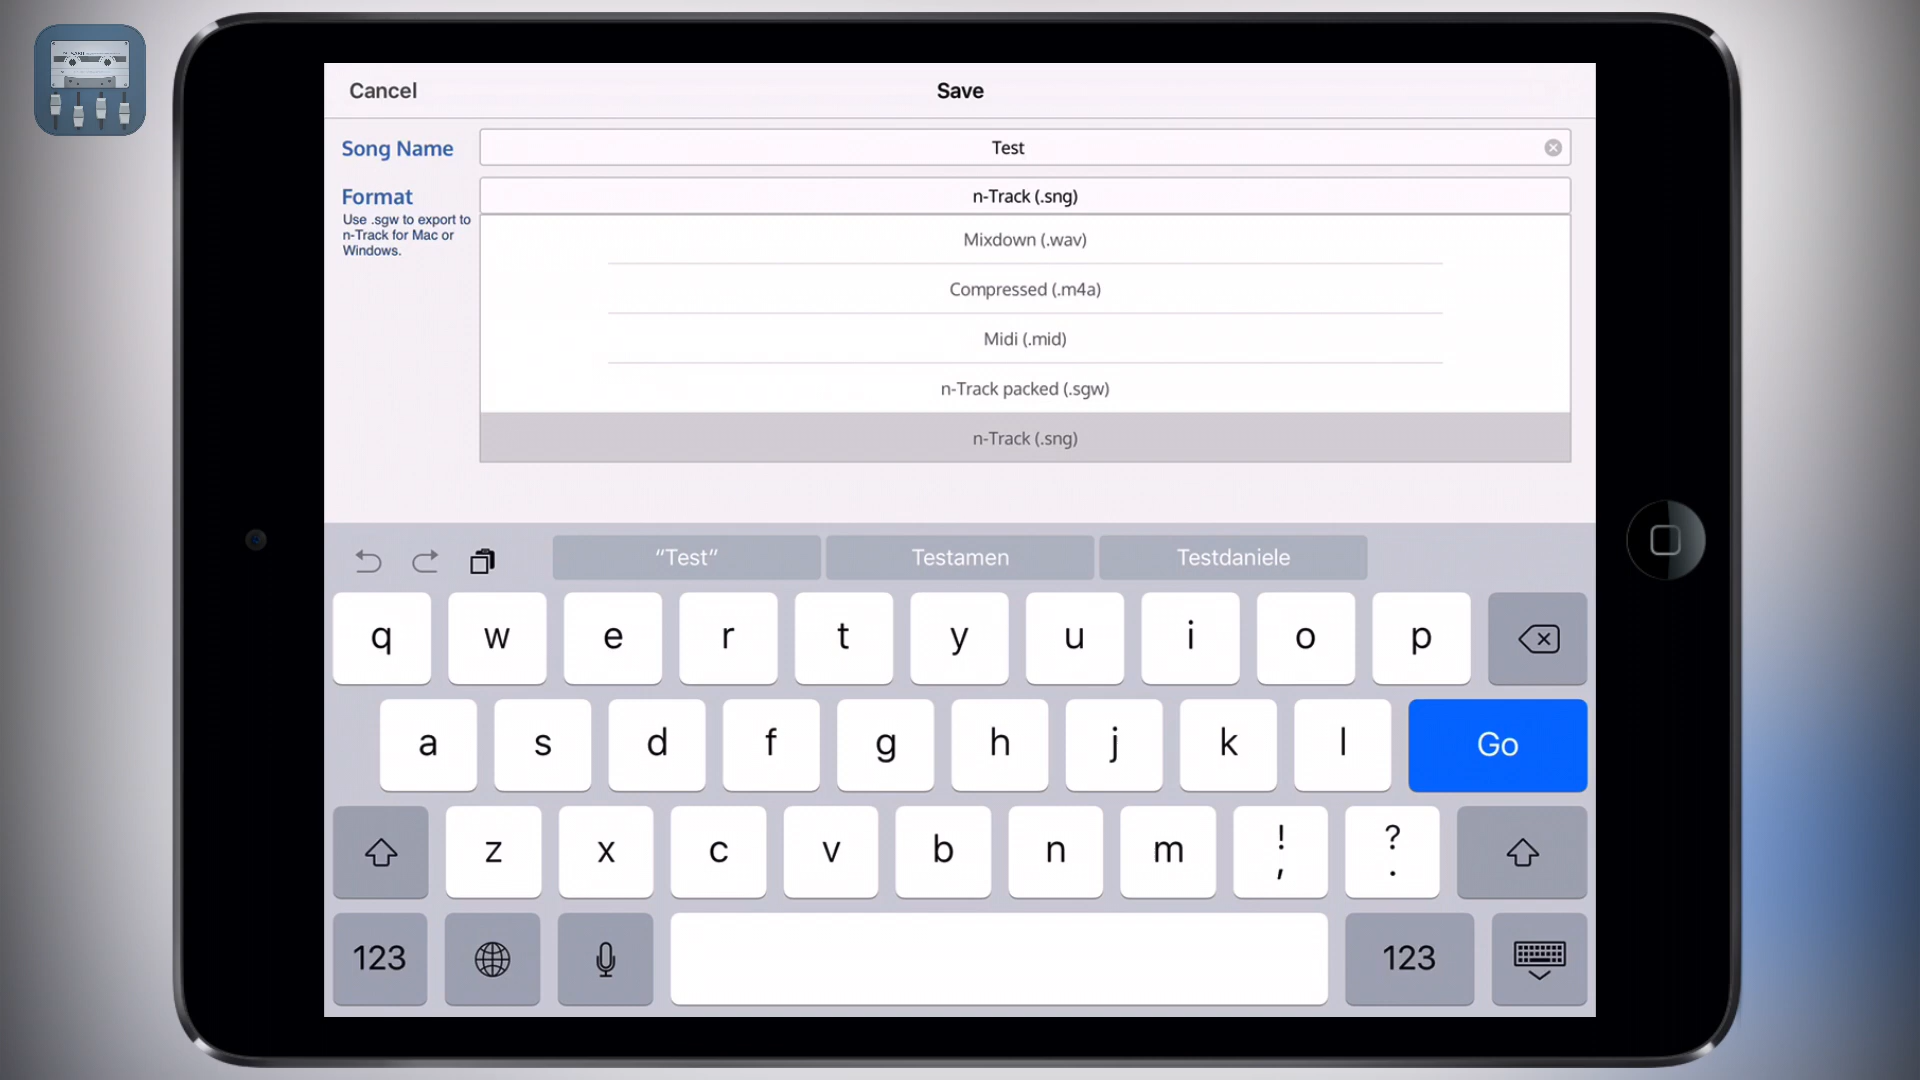 Cancel
Save
Song Name
Test
Format
n-Track (.sng)
Use .sgw to export to
n-Track for Mac or
Windows.
Mixdown (.wav)
Compressed (.m4a)
Midi (.mid)
n-Track packed (.sgw)
n-Track (.sng)
“Test”
Testamen
Testdaniele
q w e r t y u i o p
a s d f g h j k l Go
z x c v b n m ! , ? .
123
123